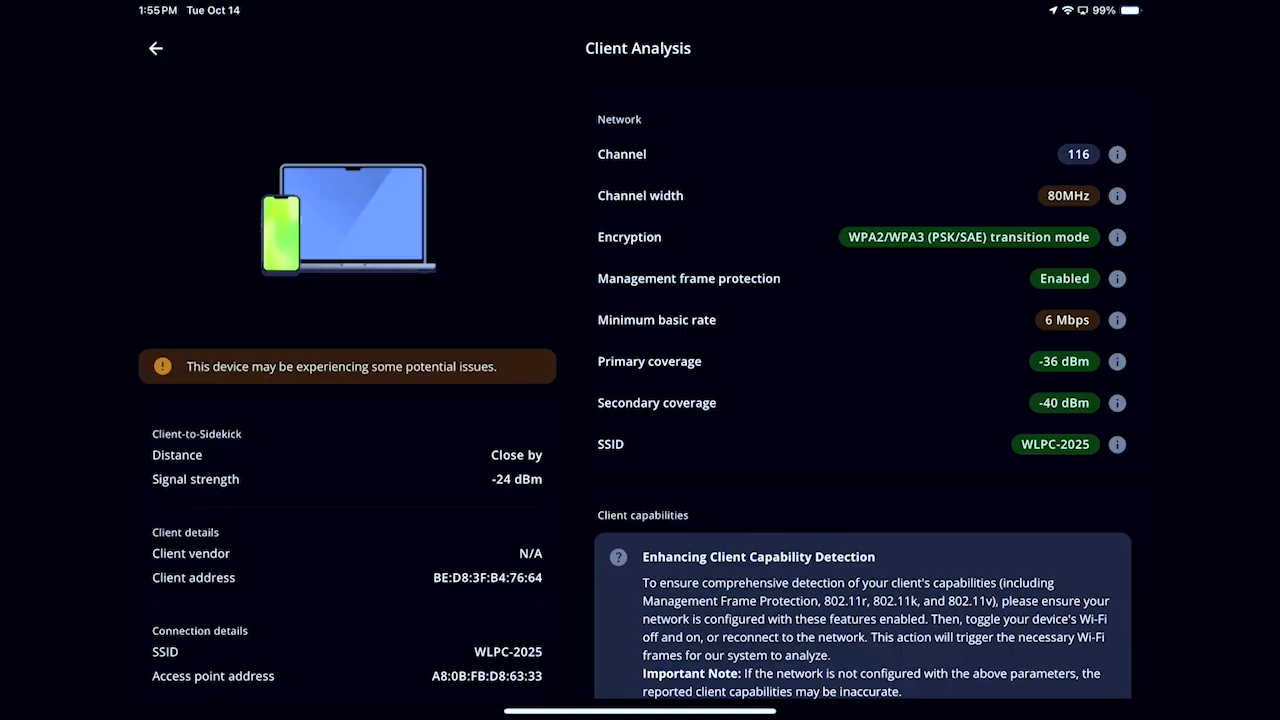 1:55 PM Tue Oct 14
99%
Client Analysis
This device may be experiencing some potential issues.
Client-to-Sidekick
Distance Close by
Signal strength -24 dBm
Client details
Client vendor N/A
Client address BE:D8:3F:B4:76:64
Connection details
SSID WLPC-2025
Access point address A8:0B:FB:D8:63:33
Network
Channel 116
Channel width 80MHz
Encryption WPA2/WPA3 (PSK/SAE) transition mode
Management frame protection Enabled
Minimum basic rate 6 Mbps
Primary coverage -36 dBm
Secondary coverage -40 dBm
SSID WLPC-2025
Client capabilities
Enhancing Client Capability Detection
To ensure comprehensive detection of your client's capabilities (including
Management Frame Protection, 802.11r, 802.11k, and 802.11v), please ensure your
network is configured with these features enabled. Then, toggle your device's Wi-Fi
off and on, or reconnect to the network. This action will trigger the necessary Wi-Fi
frames for our system to analyze.
Important Note: If the network is not configured with the above parameters, the
reported client capabilities may be inaccurate.